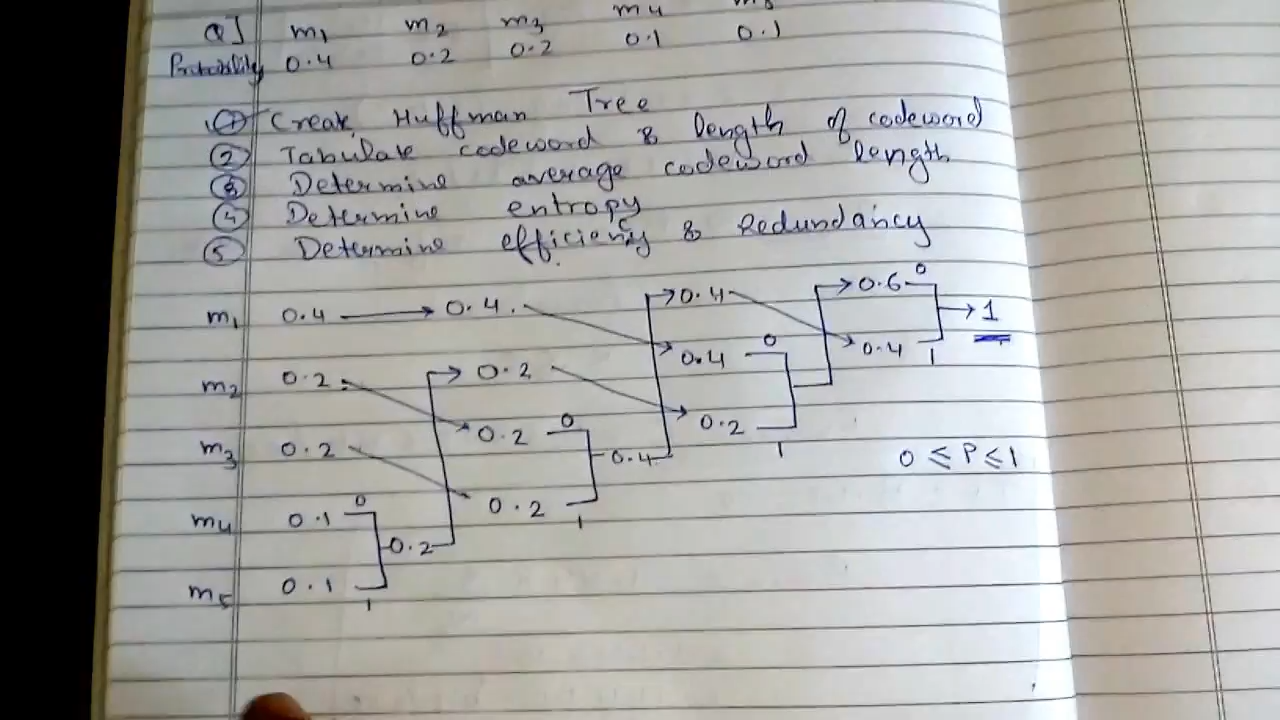 Q] m1 m2 m3 m4
Probability 0.4 0.2 0.2 0.1 0.1
① Create Huffman Tree
② Tabulate codeword & length of codeword
③ Determine average codeword length
④ Determine entropy
⑤ Determine efficiency & Redundancy
m1 0.4 → 0.4 → 0.4 → 0.6 0 → 1
0.4 0 0.4 1
m2 0.2 → 0.2 0.2 1
m3 0.2 0.2 0 0.4 0 ≤ P ≤ 1
m4 0.1 0 0.2 1
0.2
m5 0.1 1